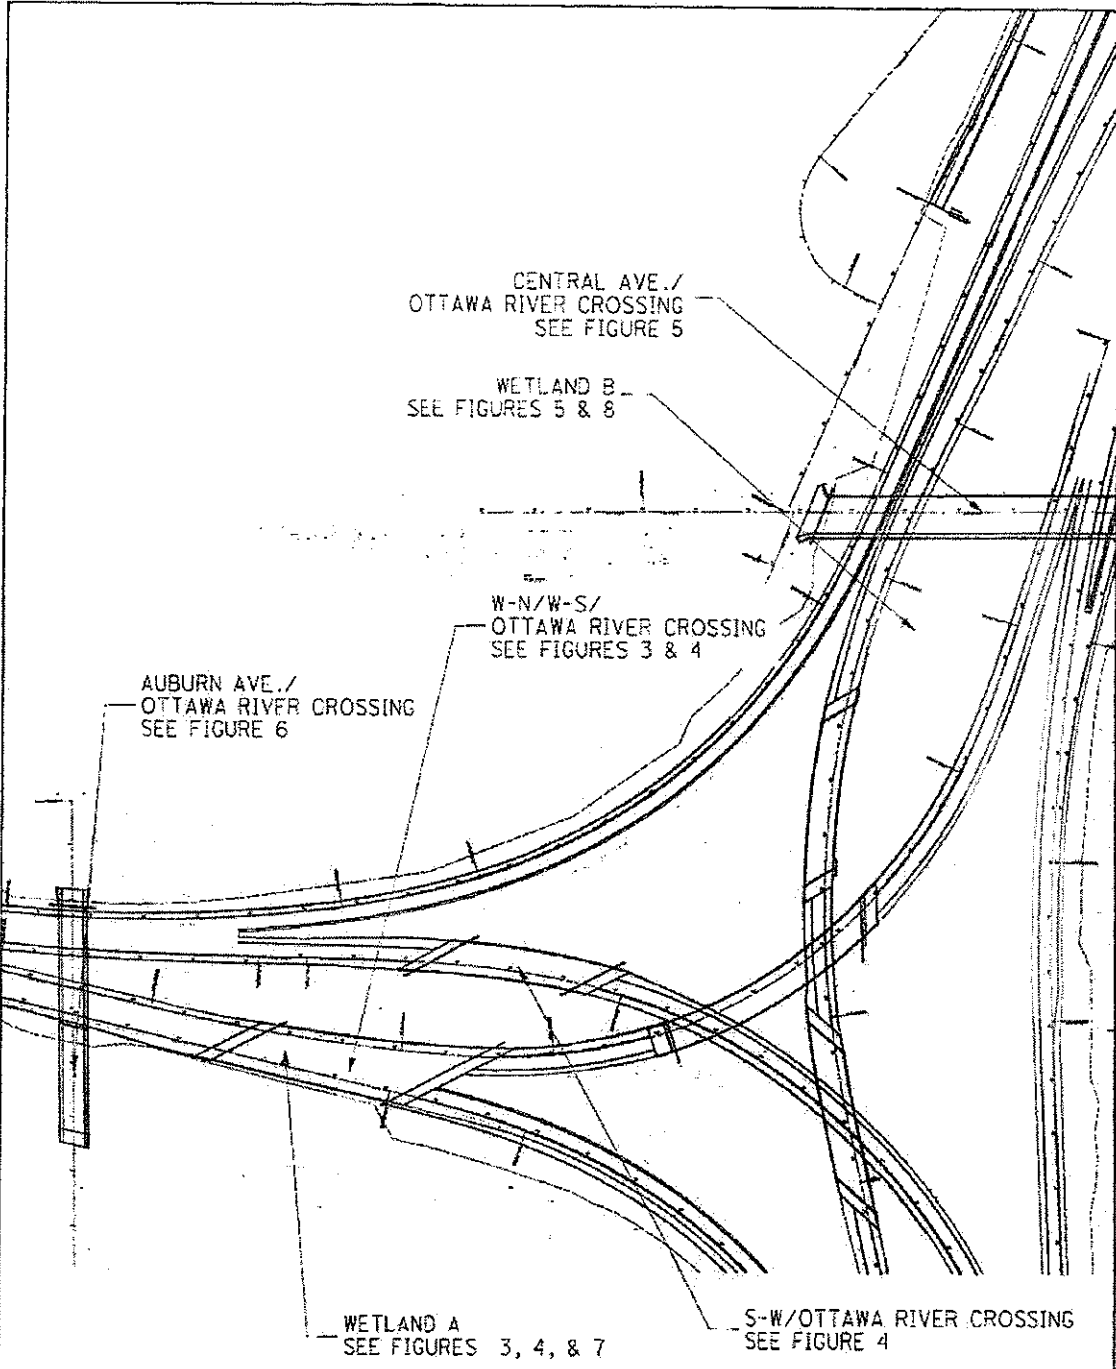 CENTRAL AVE./
OTTAWA RIVER CROSSING
SEE FIGURE 5
WETLAND B
SEE FIGURES 5 & 8
W-N/W-S/
OTTAWA RIVER CROSSING
SEE FIGURES 3 & 4
AUBURN AVE./
OTTAWA RIVER CROSSING
SEE FIGURE 6
WETLAND A
SEE FIGURES 3, 4, & 7
S-W/OTTAWA RIVER CROSSING
SEE FIGURE 4